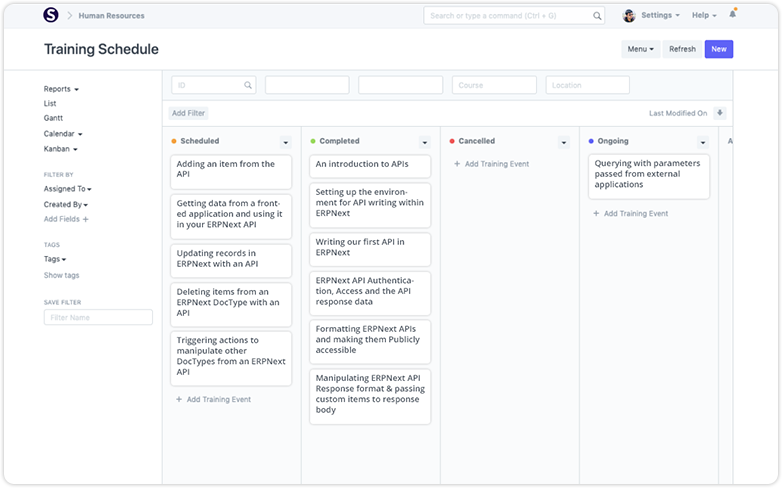 S
Human Resources
Search or type a command (Ctrl + G)
Settings
Help
Training Schedule
Menu
Refresh
New
Reports
List
Gantt
Calendar
Kanban
FILTER BY
Assigned To
Created By
Add Fields +
TAGS
Tags
Show tags
SAVE FILTER
Filter Name
ID
Course
Location
Add Filter
Last Modified On
Scheduled
Adding an item from the
API
Getting data from a front-
ed application and using it
in your ERPNext API
Updating records in
ERPNext with an API
Deleting items from an
ERPNext DocType with an
API
Triggering actions to
manipulate other
DocTypes from an ERPNext
API
+ Add Training Event
Completed
An introduction to APIs
Setting up the environ-
ment for API writing within
ERPNext
Writing our first API in
ERPNext
ERPNext API Authentica-
tion, Access and the API
response data
Formatting ERPNext APIs
and making them Publicly
accessible
Manipulating ERPNext API
Response format & passing
custom items to response
body
Cancelled
+ Add Training Event
Ongoing
Querying with parameters
passed from external
applications
+ Add Training Event
A